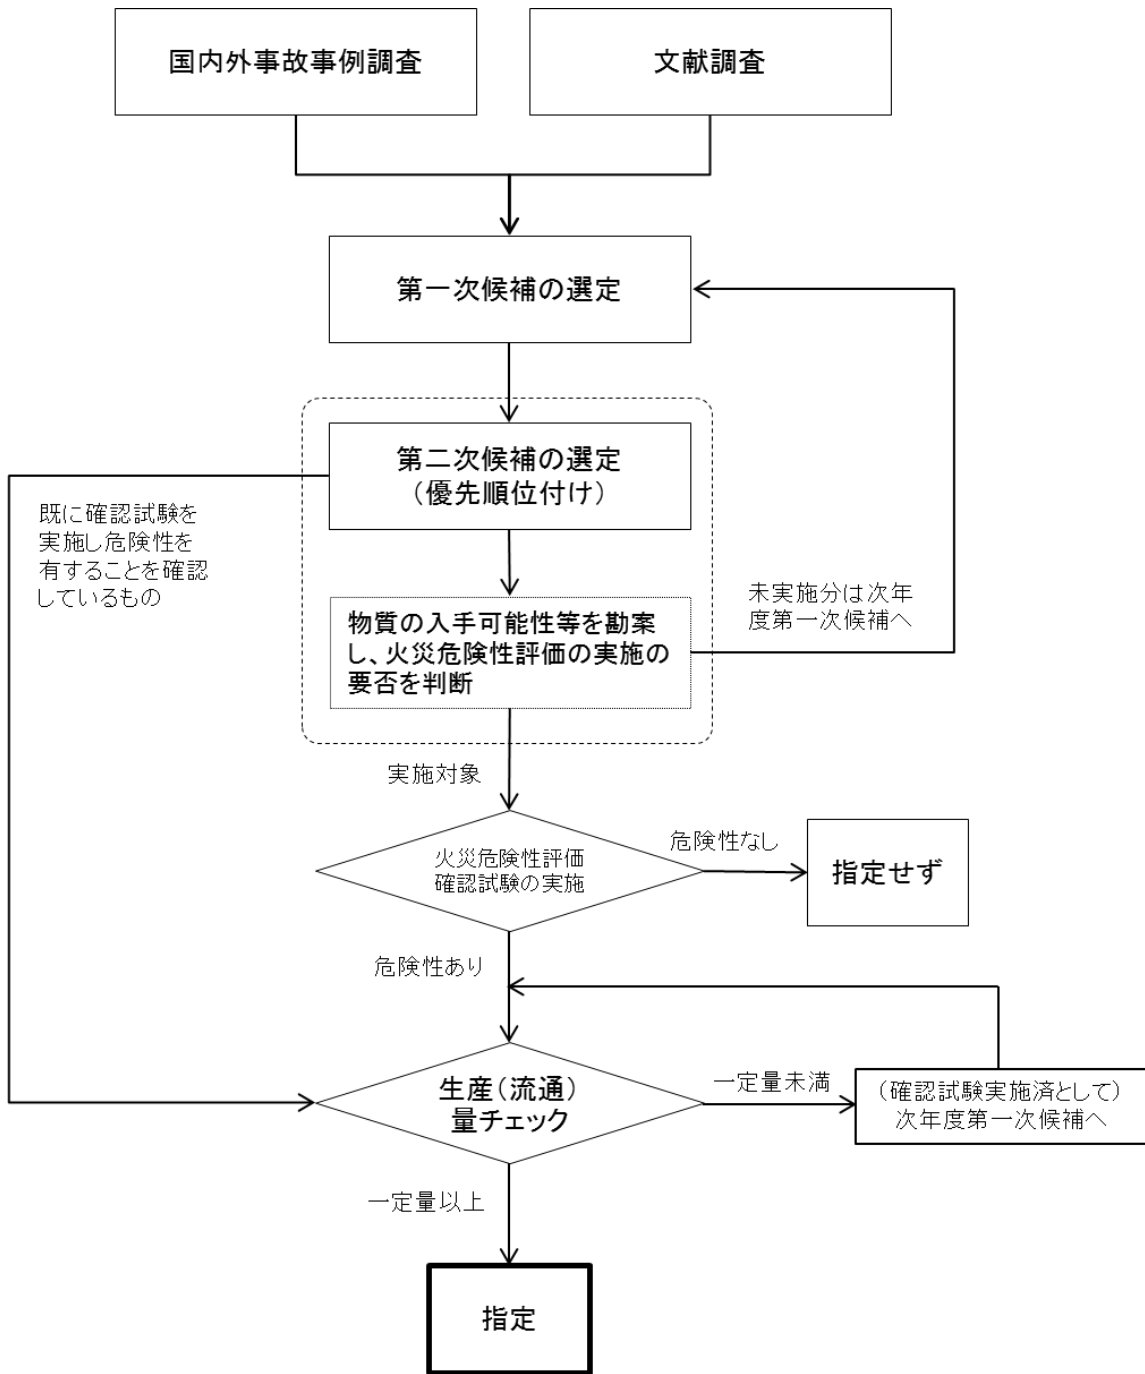 国内外事故事例調査
文献調査
第一次候補の選定
第二次候補の選定
（優先順位付け）
既に確認試験を
実施し危険性を
有することを確認
しているもの
物質の入手可能性等を勘案
し、火災危険性評価の実施の
要否を判断
未実施分は次年
度第一次候補へ
実施対象
火災危険性評価
確認試験の実施
危険性なし
指定せず
危険性あり
生産（流通）
量チェック
一定量未満
（確認試験実施済として）
次年度第一次候補へ
一定量以上
指定